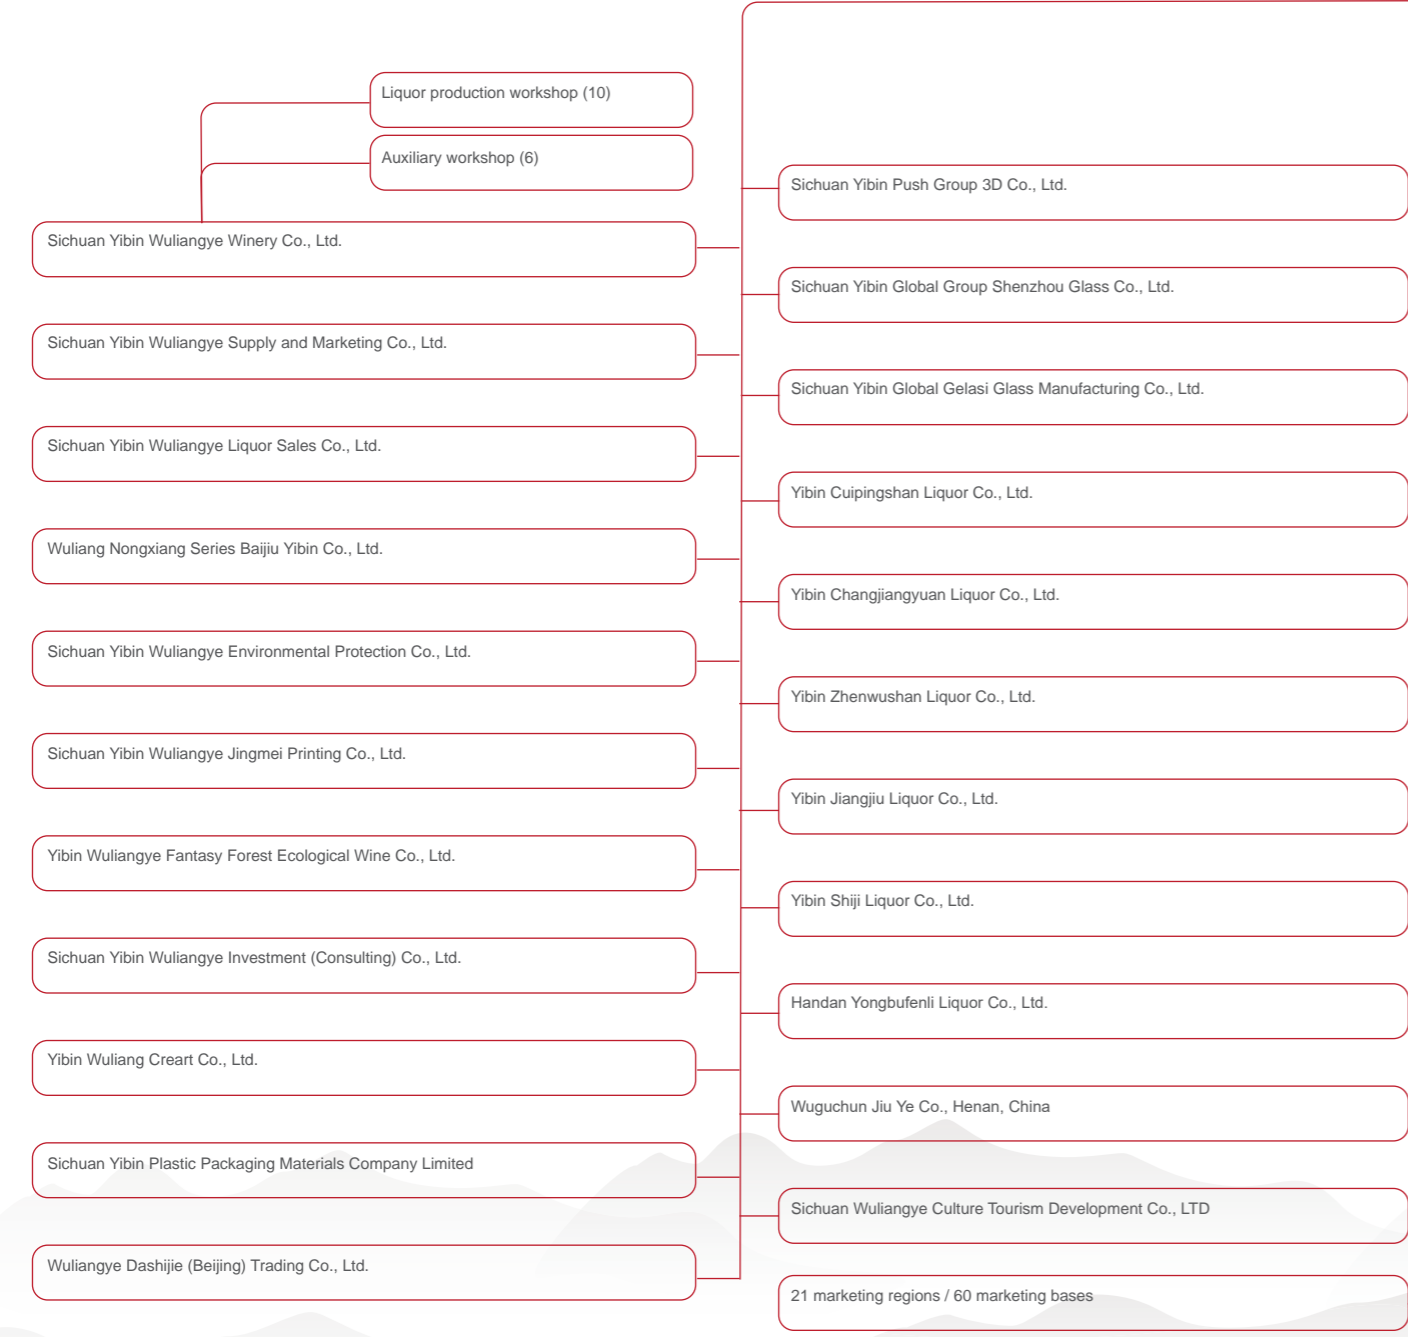 Liquor production workshop (10)
Auxiliary workshop (6)
Sichuan Yibin Wuliangye Winery Co., Ltd.
Sichuan Yibin Wuliangye Supply and Marketing Co., Ltd.
Sichuan Yibin Wuliangye Liquor Sales Co., Ltd.
Wuliang Nongxiang Series Baijiu Yibin Co., Ltd.
Sichuan Yibin Wuliangye Environmental Protection Co., Ltd.
Sichuan Yibin Wuliangye Jingmei Printing Co., Ltd.
Yibin Wuliangye Fantasy Forest Ecological Wine Co., Ltd.
Sichuan Yibin Wuliangye Investment (Consulting) Co., Ltd.
Yibin Wuliang Creart Co., Ltd.
Sichuan Yibin Plastic Packaging Materials Company Limited
Wuliangye Dashijie (Beijing) Trading Co., Ltd.
Sichuan Yibin Push Group 3D Co., Ltd.
Sichuan Yibin Global Group Shenzhou Glass Co., Ltd.
Sichuan Yibin Global Gelasi Glass Manufacturing Co., Ltd.
Yibin Cuipingshan Liquor Co., Ltd.
Yibin Changjiangyuan Liquor Co., Ltd.
Yibin Zhenwushan Liquor Co., Ltd.
Yibin Jiangjiu Liquor Co., Ltd.
Yibin Shiji Liquor Co., Ltd.
Handan Yongbufenli Liquor Co., Ltd.
Wuguchun Jiu Ye Co., Henan, China
Sichuan Wuliangye Culture Tourism Development Co., LTD
21 marketing regions / 60 marketing bases